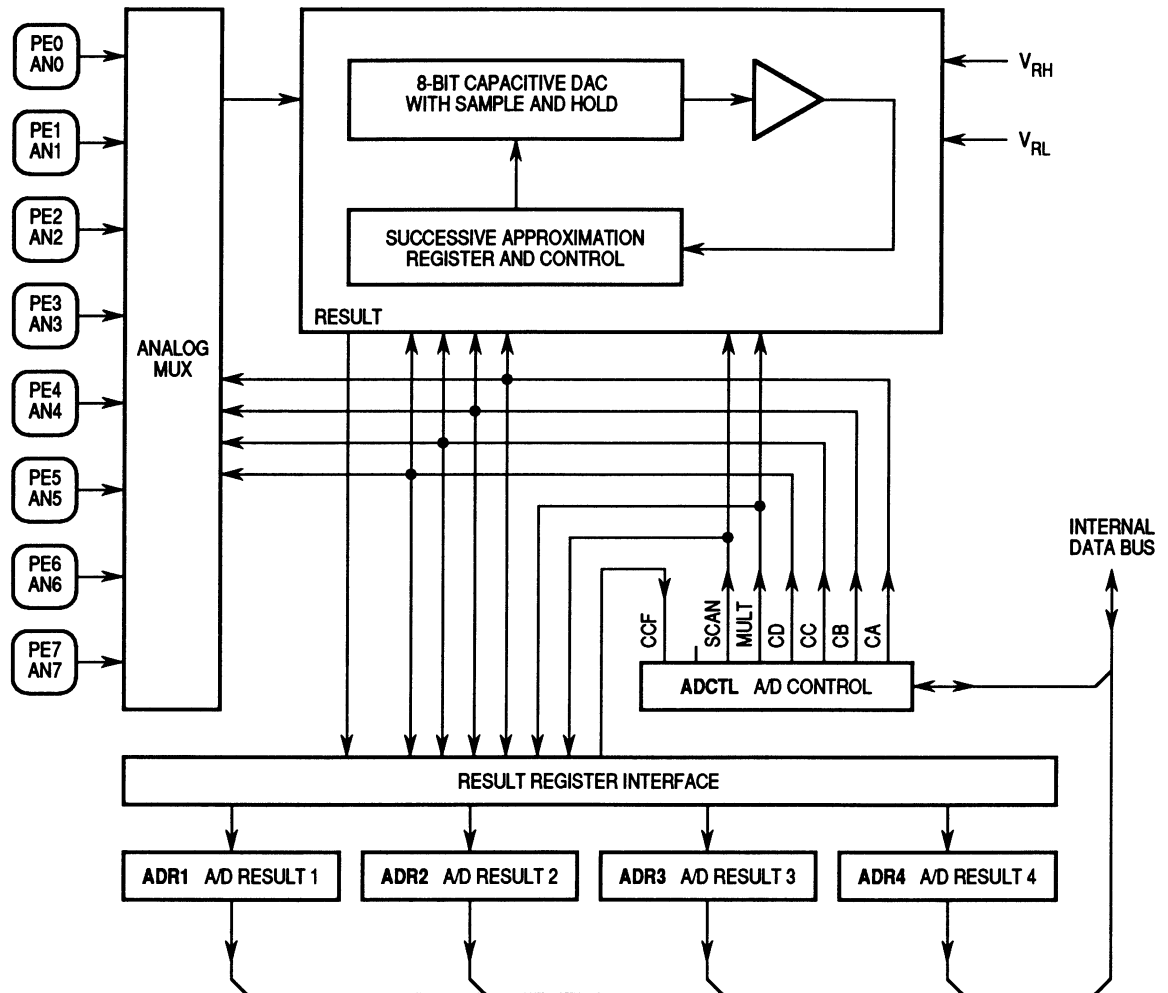 PE0
AN0
PE1
AN1
PE2
AN2
PE3
AN3
PE4
AN4
PE5
AN5
PE6
AN6
PE7
AN7
ANALOG
MUX
8-BIT CAPACITIVE DAC
WITH SAMPLE AND HOLD
SUCCESSIVE APPROXIMATION
REGISTER AND CONTROL
RESULT
VRH
VRL
INTERNAL
DATA BUS
CCF
SCAN
MULT
CD
CC
CB
CA
ADCTL A/D CONTROL
RESULT REGISTER INTERFACE
ADR1 A/D RESULT 1
ADR2 A/D RESULT 2
ADR3 A/D RESULT 3
ADR4 A/D RESULT 4